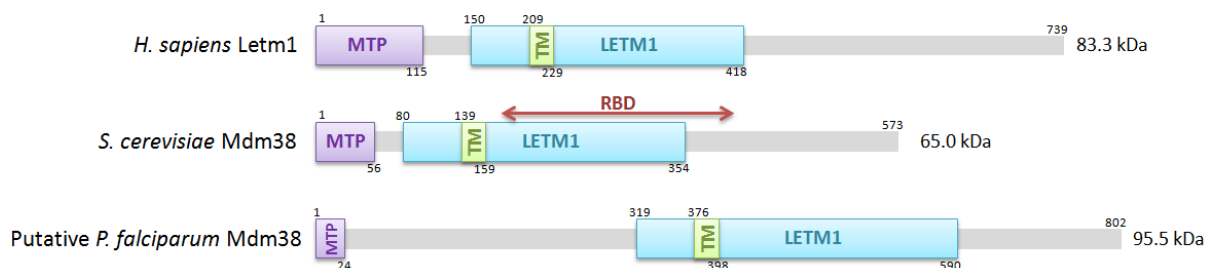 1 150 209 739
H. sapiens Letm1 MTP TM LETM1 83.3 kDa
115 229 418
RBD
1 80 139 573
S. cerevisiae Mdm38 MTP TM LETM1 65.0 kDa
56 159 354
1 319 376 802
Putative P. falciparum Mdm38 MTP TM LETM1 95.5 kDa
24 398 590